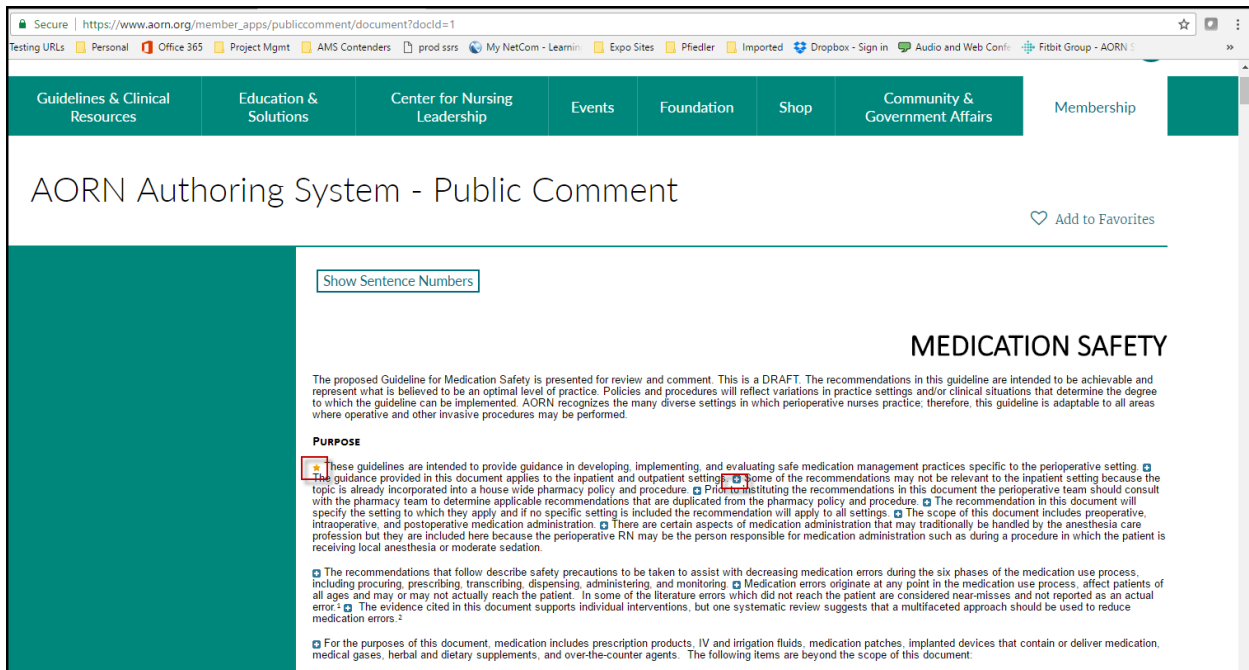 Secure | https://www.aorn.org/member_apps/publiccomment/document?docId=1
Testing URLs Personal Office 365 Project Mgmt AMS Contenders prod ssrs My NetCom - Learnin Expo Sites Pfiedler Imported Dropbox - Sign in Audio and Web Confe Fitbit Group - AORN S »
Guidelines & Clinical
Resources
Education &
Solutions
Center for Nursing
Leadership
Events
Foundation
Shop
Community &
Government Affairs
Membership
AORN Authoring System - Public Comment
Add to Favorites
Show Sentence Numbers
MEDICATION SAFETY
The proposed Guideline for Medication Safety is presented for review and comment. This is a DRAFT. The recommendations in this guideline are intended to be achievable and
represent what is believed to be an optimal level of practice. Policies and procedures will reflect variations in practice settings and/or clinical situations that determine the degree
to which the guideline can be implemented. AORN recognizes the many diverse settings in which perioperative nurses practice; therefore, this guideline is adaptable to all areas
where operative and other invasive procedures may be performed.
PURPOSE
These guidelines are intended to provide guidance in developing, implementing, and evaluating safe medication management practices specific to the perioperative setting.
The guidance provided in this document applies to the inpatient and outpatient settings. Some of the recommendations may not be relevant to the inpatient setting because the
topic is already incorporated into a house wide pharmacy policy and procedure. Prior to instituting the recommendations in this document the perioperative team should consult
with the pharmacy team to determine applicable recommendations that are duplicated from the pharmacy policy and procedure. The recommendation in this document will
specify the setting to which they apply and if no specific setting is included the recommendation will apply to all settings. The scope of this document includes preoperative,
intraoperative, and postoperative medication administration. There are certain aspects of medication administration that may traditionally be handled by the anesthesia care
profession but they are included here because the perioperative RN may be the person responsible for medication administration such as during a procedure in which the patient is
receiving local anesthesia or moderate sedation.
The recommendations that follow describe safety precautions to be taken to assist with decreasing medication errors during the six phases of the medication use process,
including procuring, prescribing, transcribing, dispensing, administering, and monitoring. Medication errors originate at any point in the medication use process, affect patients of
all ages and may or may not actually reach the patient. In some of the literature errors which did not reach the patient are considered near-misses and not reported as an actual
error.¹ The evidence cited in this document supports individual interventions, but one systematic review suggests that a multifaceted approach should be used to reduce
medication errors.²
For the purposes of this document, medication includes prescription products, IV and irrigation fluids, medication patches, implanted devices that contain or deliver medication,
medical gases, herbal and dietary supplements, and over-the-counter agents. The following items are beyond the scope of this document: